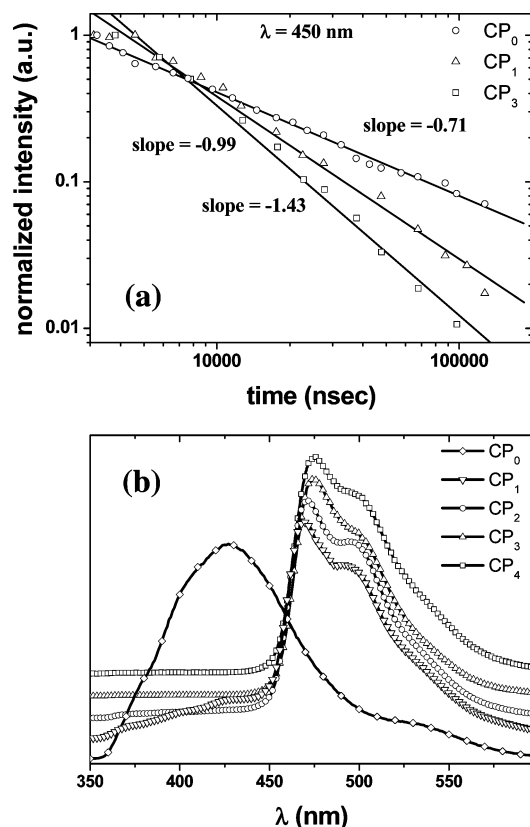 normalized intensity (a.u.)
1
0.1
0.01
λ = 450 nm
CP0
CP1
CP3
slope = -0.71
slope = -0.99
slope = -1.43
(a)
10000
100000
time (nsec)
(b)
CP0
CP1
CP2
CP3
CP4
350
400
450
500
550
λ (nm)